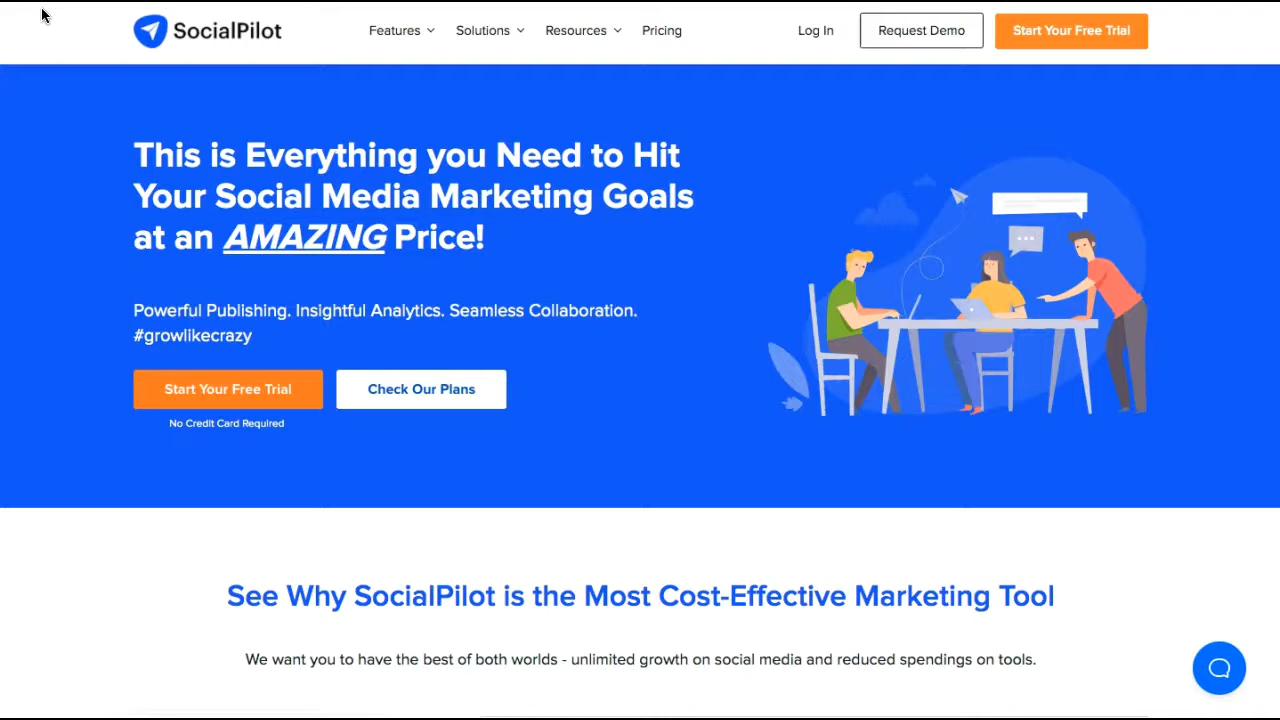 SocialPilot
Features
Solutions
Resources
Pricing
Log In
Request Demo
Start Your Free Trial
This is Everything you Need to Hit
Your Social Media Marketing Goals
at an AMAZING Price!
Powerful Publishing. Insightful Analytics. Seamless Collaboration.
#growlikecrazy
Start Your Free Trial
Check Our Plans
No Credit Card Required
See Why SocialPilot is the Most Cost-Effective Marketing Tool
We want you to have the best of both worlds - unlimited growth on social media and reduced spendings on tools.